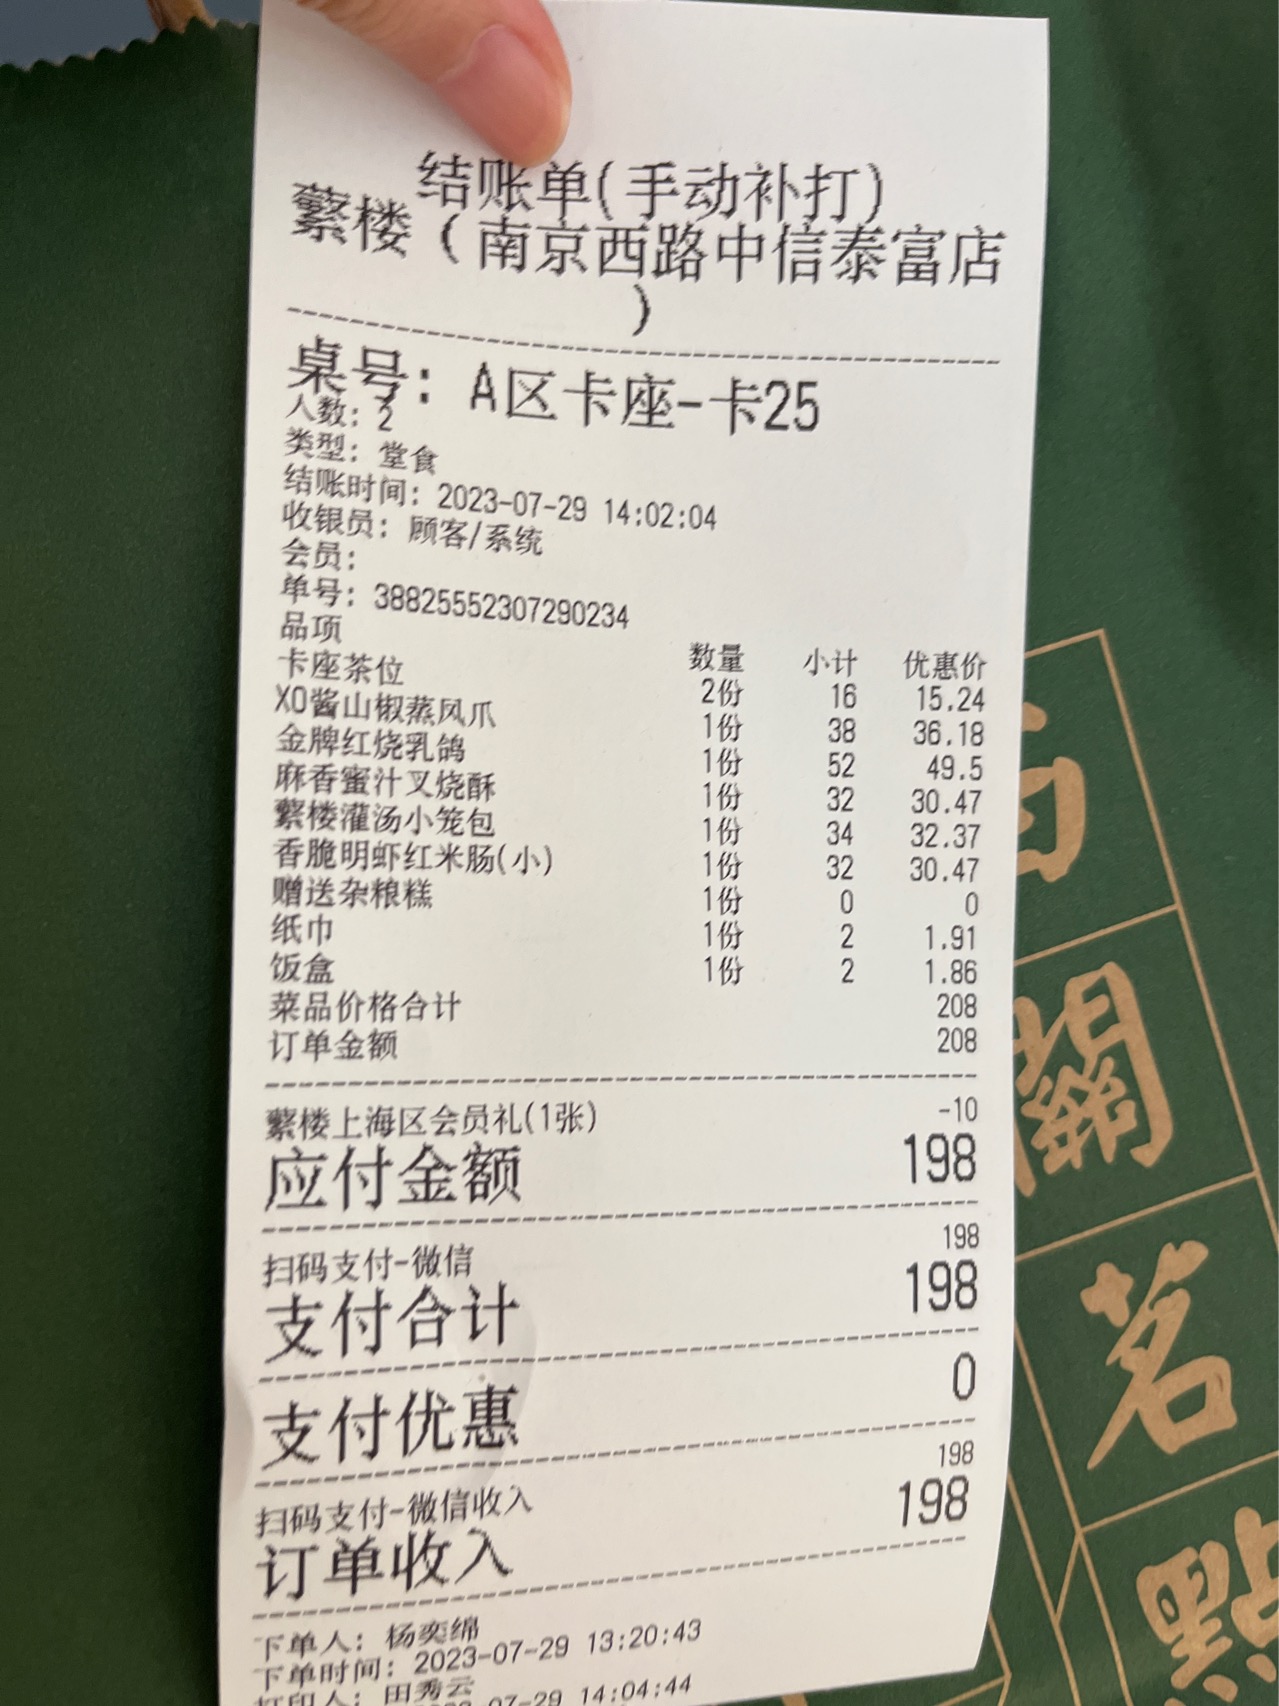 结账单(手动补打)
蘩楼(南京西路中信泰富店
)
桌号: A区卡座-卡25
人数: 2
类型: 堂食
结账时间: 2023-07-29 14:02:04
收银员: 顾客/系统
会员:
单号: 38825552307290234
品项 数量 小计 优惠价
卡座茶位 2份 16 15.24
XO酱山椒蒸凤爪 1份 38 36.18
金牌红烧乳鸽 1份 52 49.5
麻香蜜汁叉烧酥 1份 32 30.47
蘩楼灌汤小笼包 1份 34 32.37
香脆明虾红米肠(小) 1份 32 30.47
赠送杂粮糕 1份 0 0
纸巾 1份 2 1.91
饭盒 1份 2 1.86
菜品价格合计 208
订单金额 208
蘩楼上海区会员礼(1张) -10
应付金额 198
扫码支付-微信 198
支付合计 198
支付优惠 0
扫码支付-微信收入 198
订单收入 198
下单人: 杨奕绵
下单时间: 2023-07-29 13:20:43
打印人: 田秀云
07-29 14:04:44
茗
點